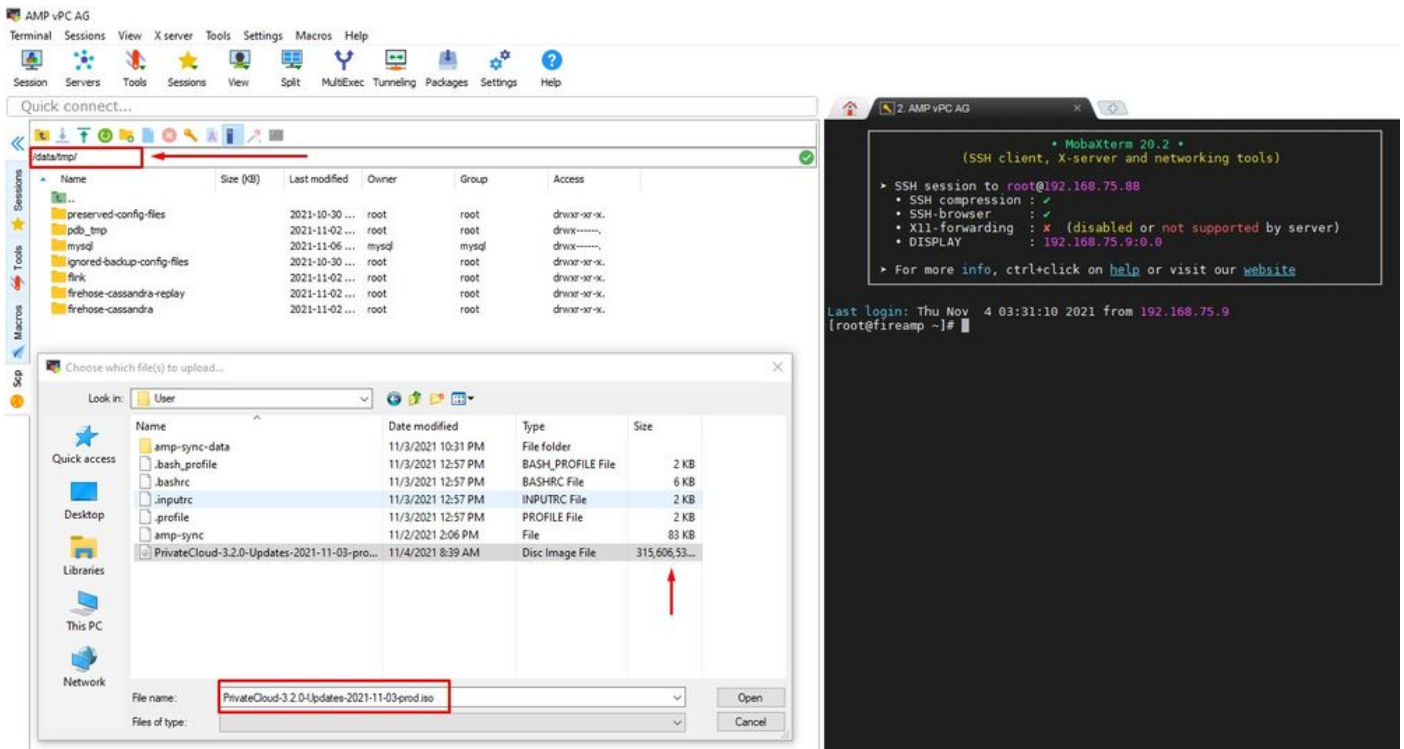 AMP vPC AG
Terminal Sessions View X server Tools Settings Macros Help
Session Servers Tools Sessions View Split MultiExec Tunneling Packages Settings Help
Quick connect...
/data/tmp/
Name Size (KB) Last modified Owner Group Access
..
preserved-config-files 2021-10-30 ... root root drwxr-xr-x.
pdb_tmp 2021-11-02 ... root root drwx------.
mysql 2021-11-06 ... mysql mysql drwx------.
ignored-backup-config-files 2021-10-30 ... root root drwxr-xr-x.
flink 2021-11-02 ... root root drwxr-xr-x.
firehose-cassandra-replay 2021-11-02 ... root root drwxr-xr-x.
firehose-cassandra 2021-11-02 ... root root drwxr-xr-x.
Sessions
Tools
Macros
Scp
Choose which file(s) to upload...
Look in: User
Name Date modified Type Size
amp-sync-data 11/3/2021 10:31 PM File folder
.bash_profile 11/3/2021 12:57 PM BASH_PROFILE File 2 KB
.bashrc 11/3/2021 12:57 PM BASHRC File 6 KB
.inputrc 11/3/2021 12:57 PM INPUTRC File 2 KB
.profile 11/3/2021 12:57 PM PROFILE File 2 KB
amp-sync 11/2/2021 2:06 PM File 83 KB
PrivateCloud-3.2.0-Updates-2021-11-03-pro... 11/4/2021 8:39 AM Disc Image File 315,606,53...
Quick access
Desktop
Libraries
This PC
Network
File name: PrivateCloud-3.2.0-Updates-2021-11-03-prod.iso Open
Files of type: Cancel
2. AMP vPC AG
• MobaXterm 20.2 •
(SSH client, X-server and networking tools)
➤ SSH session to root@192.168.75.88
• SSH compression : ✔
• SSH-browser : ✔
• X11-forwarding : ✘ (disabled or not supported by server)
• DISPLAY : 192.168.75.9:0.0
➤ For more info, ctrl+click on help or visit our website
Last login: Thu Nov 4 03:31:10 2021 from 192.168.75.9
[root@fireamp ~]#